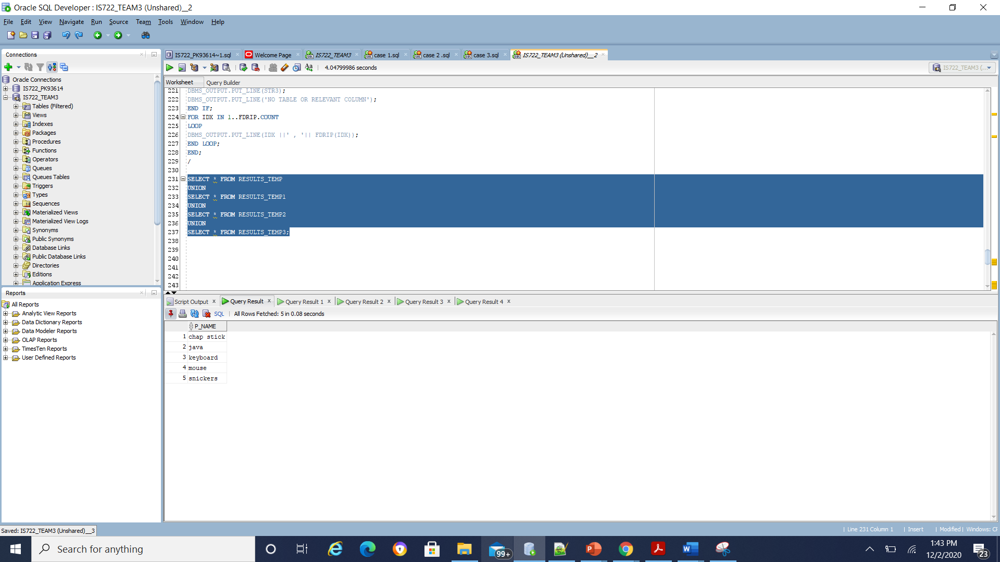 Oracle SQL Developer : IS722_TEAM3 (Unshared)__2
File Edit View Navigate Run Source Team Tools Window Help
Connections
Oracle Connections
IS722_PK93614
IS722_TEAM3
Tables (Filtered)
Views
Indexes
Packages
Procedures
Functions
Operators
Queues
Queues Tables
Triggers
Types
Sequences
Materialized Views
Materialized View Logs
Synonyms
Public Synonyms
Database Links
Public Database Links
Directories
Editions
Application Express
Reports
All Reports
Analytic View Reports
Data Dictionary Reports
Data Modeler Reports
OLAP Reports
TimesTen Reports
User Defined Reports
IS722_PK93614~1.sql Welcome Page IS722_TEAM3 case 1.sql case 2 .sql case 3.sql IS722_TEAM3 (Unshared)__2
4.04799986 seconds
IS722_TEAM3 (...
Worksheet Query Builder
221 DBMS_OUTPUT.PUT_LINE(STR3);
222 DBMS_OUTPUT.PUT_LINE('NO TABLE OR RELEVANT COLUMN');
223 END IF;
224 FOR IDX IN 1..FDRIP.COUNT
225 LOOP
226 DBMS_OUTPUT.PUT_LINE(IDX ||' , '|| FDRIP(IDX));
227 END LOOP;
228 END;
229 /
230
231 SELECT * FROM RESULTS_TEMP
232 UNION
233 SELECT * FROM RESULTS_TEMP1
234 UNION
235 SELECT * FROM RESULTS_TEMP2
236 UNION
237 SELECT * FROM RESULTS_TEMP3;
238
239
240
241
242
243
Script Output Query Result Query Result 1 Query Result 2 Query Result 3 Query Result 4
SQL All Rows Fetched: 5 in 0.08 seconds
P_NAME
1 chap stick
2 java
3 keyboard
4 mouse
5 snickers
Saved: IS722_TEAM3 (Unshared)__3
Line 231 Column 1 Insert Modified Windows: CF
Search for anything
99+
1:43 PM
12/2/2020
23